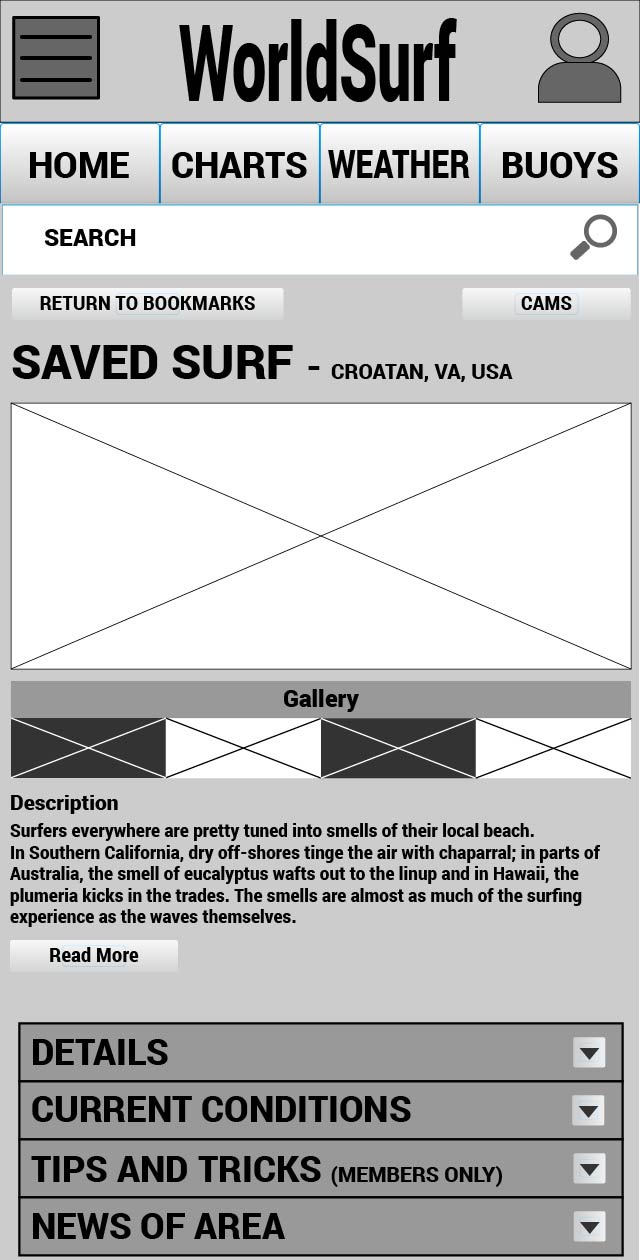 WorldSurf
HOME CHARTS WEATHER BUOYS
SEARCH
RETURN TO BOOKMARKS CAMS
SAVED SURF - CROATAN, VA, USA
Gallery
Description
Surfers everywhere are pretty tuned into smells of their local beach.
In Southern California, dry off-shores tinge the air with chaparral; in parts of
Australia, the smell of eucalyptus wafts out to the linup and in Hawaii, the
plumeria kicks in the trades. The smells are almost as much of the surfing
experience as the waves themselves.
Read More
DETAILS
CURRENT CONDITIONS
TIPS AND TRICKS (MEMBERS ONLY)
NEWS OF AREA